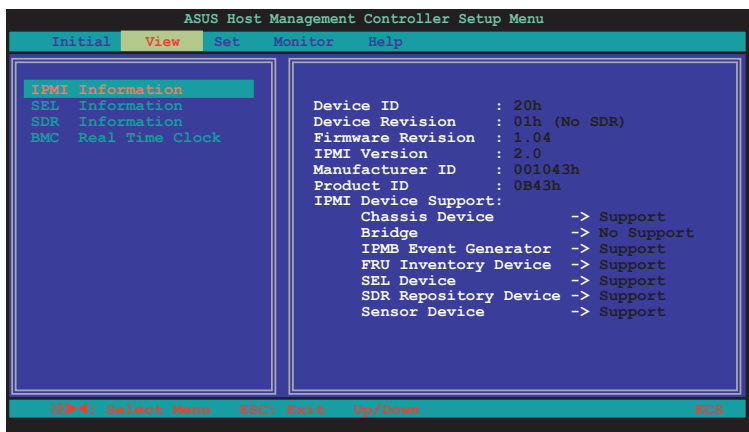 ASUS Host Management Controller Setup Menu
Initial View Set Monitor Help
IPMI Information
SEL Information
SDR Information
BMC Real Time Clock
Device ID : 20h
Device Revision : 01h (No SDR)
Firmware Revision : 1.04
IPMI Version : 2.0
Manufacturer ID : 001043h
Product ID : 0B43h
IPMI Device Support:
Chassis Device -> Support
Bridge -> No Support
IPMB Event Generator -> Support
FRU Inventory Device -> Support
SEL Device -> Support
SDR Repository Device -> Support
Sensor Device -> Support
: Select Menu ESC: Exit Up/Down KCS